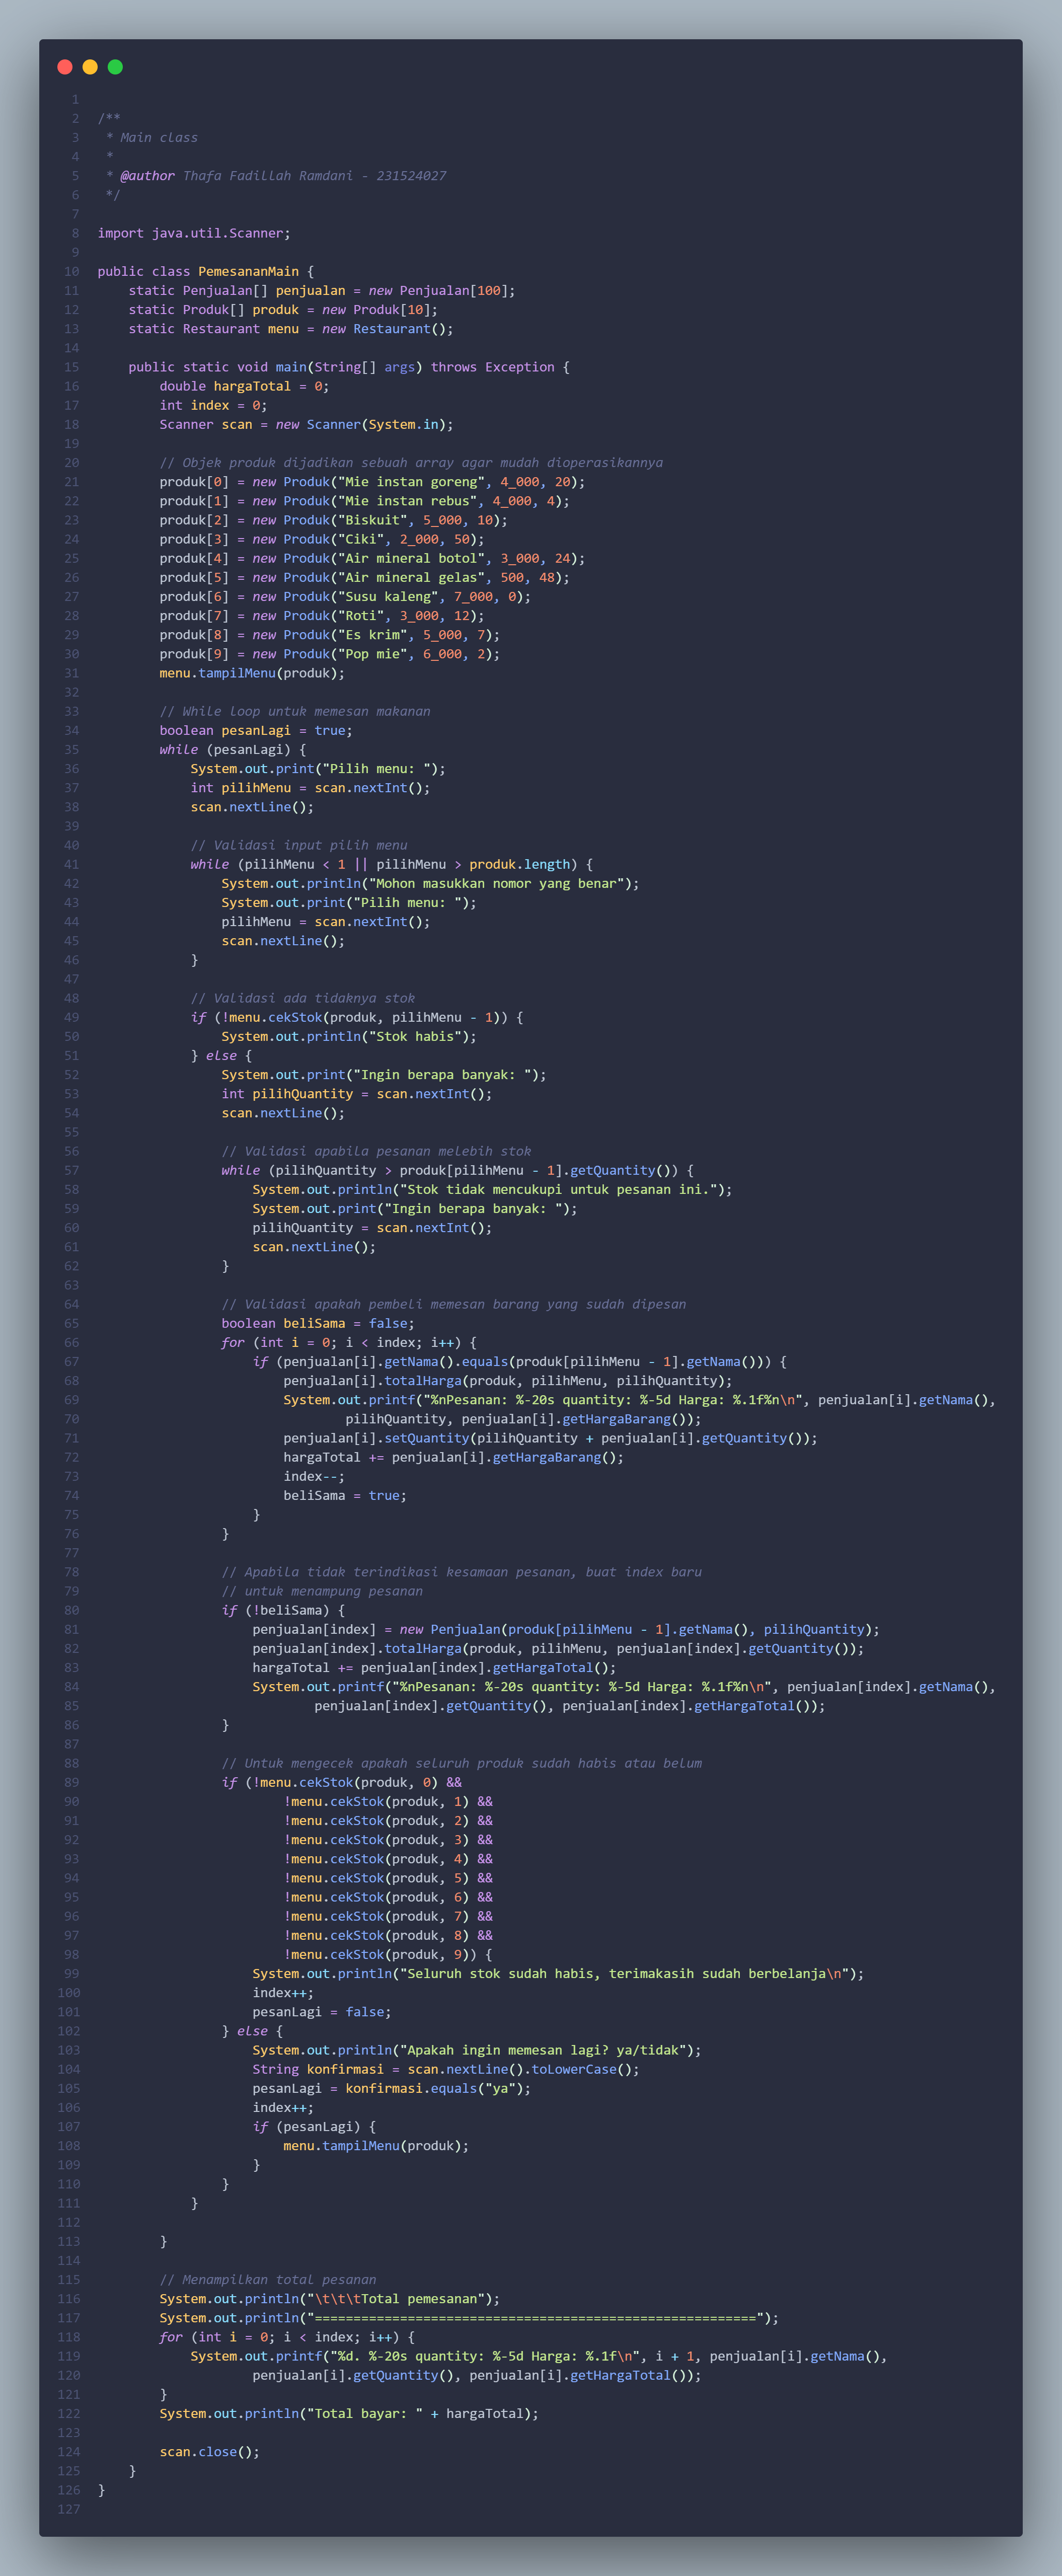 1
2 /**
3  * Main class
4  *
5  * @author Thafa Fadillah Ramdani - 231524027
6  */
7
8 import java.util.Scanner;
9
10 public class PemesananMain {
11     static Penjualan[] penjualan = new Penjualan[100];
12     static Produk[] produk = new Produk[10];
13     static Restaurant menu = new Restaurant();
14
15     public static void main(String[] args) throws Exception {
16         double hargaTotal = 0;
17         int index = 0;
18         Scanner scan = new Scanner(System.in);
19
20         // Objek produk dijadikan sebuah array agar mudah dioperasikannya
21         produk[0] = new Produk("Mie instan goreng", 4_000, 20);
22         produk[1] = new Produk("Mie instan rebus", 4_000, 4);
23         produk[2] = new Produk("Biskuit", 5_000, 10);
24         produk[3] = new Produk("Ciki", 2_000, 50);
25         produk[4] = new Produk("Air mineral botol", 3_000, 24);
26         produk[5] = new Produk("Air mineral gelas", 500, 48);
27         produk[6] = new Produk("Susu kaleng", 7_000, 0);
28         produk[7] = new Produk("Roti", 3_000, 12);
29         produk[8] = new Produk("Es krim", 5_000, 7);
30         produk[9] = new Produk("Pop mie", 6_000, 2);
31         menu.tampilMenu(produk);
32
33         // While loop untuk memesan makanan
34         boolean pesanLagi = true;
35         while (pesanLagi) {
36             System.out.print("Pilih menu: ");
37             int pilihMenu = scan.nextInt();
38             scan.nextLine();
39
40             // Validasi input pilih menu
41             while (pilihMenu < 1 || pilihMenu > produk.length) {
42                 System.out.println("Mohon masukkan nomor yang benar");
43                 System.out.print("Pilih menu: ");
44                 pilihMenu = scan.nextInt();
45                 scan.nextLine();
46             }
47
48             // Validasi ada tidaknya stok
49             if (!menu.cekStok(produk, pilihMenu - 1)) {
50                 System.out.println("Stok habis");
51             } else {
52                 System.out.print("Ingin berapa banyak: ");
53                 int pilihQuantity = scan.nextInt();
54                 scan.nextLine();
55
56                 // Validasi apabila pesanan melebih stok
57                 while (pilihQuantity > produk[pilihMenu - 1].getQuantity()) {
58                     System.out.println("Stok tidak mencukupi untuk pesanan ini.");
59                     System.out.print("Ingin berapa banyak: ");
60                     pilihQuantity = scan.nextInt();
61                     scan.nextLine();
62                 }
63
64                 // Validasi apakah pembeli memesan barang yang sudah dipesan
65                 boolean beliSama = false;
66                 for (int i = 0; i < index; i++) {
67                     if (penjualan[i].getNama().equals(produk[pilihMenu - 1].getNama())) {
68                         penjualan[i].totalHarga(produk, pilihMenu, pilihQuantity);
69                         System.out.printf("%nPesanan: %-20s quantity: %-5d Harga: %.1f%n\n", penjualan[i].getNama(),
70                                 pilihQuantity, penjualan[i].getHargaBarang());
71                         penjualan[i].setQuantity(pilihQuantity + penjualan[i].getQuantity());
72                         hargaTotal += penjualan[i].getHargaBarang();
73                         index--;
74                         beliSama = true;
75                     }
76                 }
77
78                 // Apabila tidak terindikasi kesamaan pesanan, buat index baru
79                 // untuk menampung pesanan
80                 if (!beliSama) {
81                     penjualan[index] = new Penjualan(produk[pilihMenu - 1].getNama(), pilihQuantity);
82                     penjualan[index].totalHarga(produk, pilihMenu, penjualan[index].getQuantity());
83                     hargaTotal += penjualan[index].getHargaTotal();
84                     System.out.printf("%nPesanan: %-20s quantity: %-5d Harga: %.1f%n\n", penjualan[index].getNama(),
85                             penjualan[index].getQuantity(), penjualan[index].getHargaTotal());
86                 }
87
88                 // Untuk mengecek apakah seluruh produk sudah habis atau belum
89                 if (!menu.cekStok(produk, 0) &&
90                         !menu.cekStok(produk, 1) &&
91                         !menu.cekStok(produk, 2) &&
92                         !menu.cekStok(produk, 3) &&
93                         !menu.cekStok(produk, 4) &&
94                         !menu.cekStok(produk, 5) &&
95                         !menu.cekStok(produk, 6) &&
96                         !menu.cekStok(produk, 7) &&
97                         !menu.cekStok(produk, 8) &&
98                         !menu.cekStok(produk, 9)) {
99                     System.out.println("Seluruh stok sudah habis, terimakasih sudah berbelanja\n");
100                     index++;
101                     pesanLagi = false;
102                 } else {
103                     System.out.println("Apakah ingin memesan lagi? ya/tidak");
104                     String konfirmasi = scan.nextLine().toLowerCase();
105                     pesanLagi = konfirmasi.equals("ya");
106                     index++;
107                     if (pesanLagi) {
108                         menu.tampilMenu(produk);
109                     }
110                 }
111             }
112
113         }
114
115         // Menampilkan total pesanan
116         System.out.println("\t\t\tTotal pemesanan");
117         System.out.println("=========================================================");
118         for (int i = 0; i < index; i++) {
119             System.out.printf("%d. %-20s quantity: %-5d Harga: %.1f\n", i + 1, penjualan[i].getNama(),
120                     penjualan[i].getQuantity(), penjualan[i].getHargaTotal());
121         }
122         System.out.println("Total bayar: " + hargaTotal);
123
124         scan.close();
125     }
126 }
127